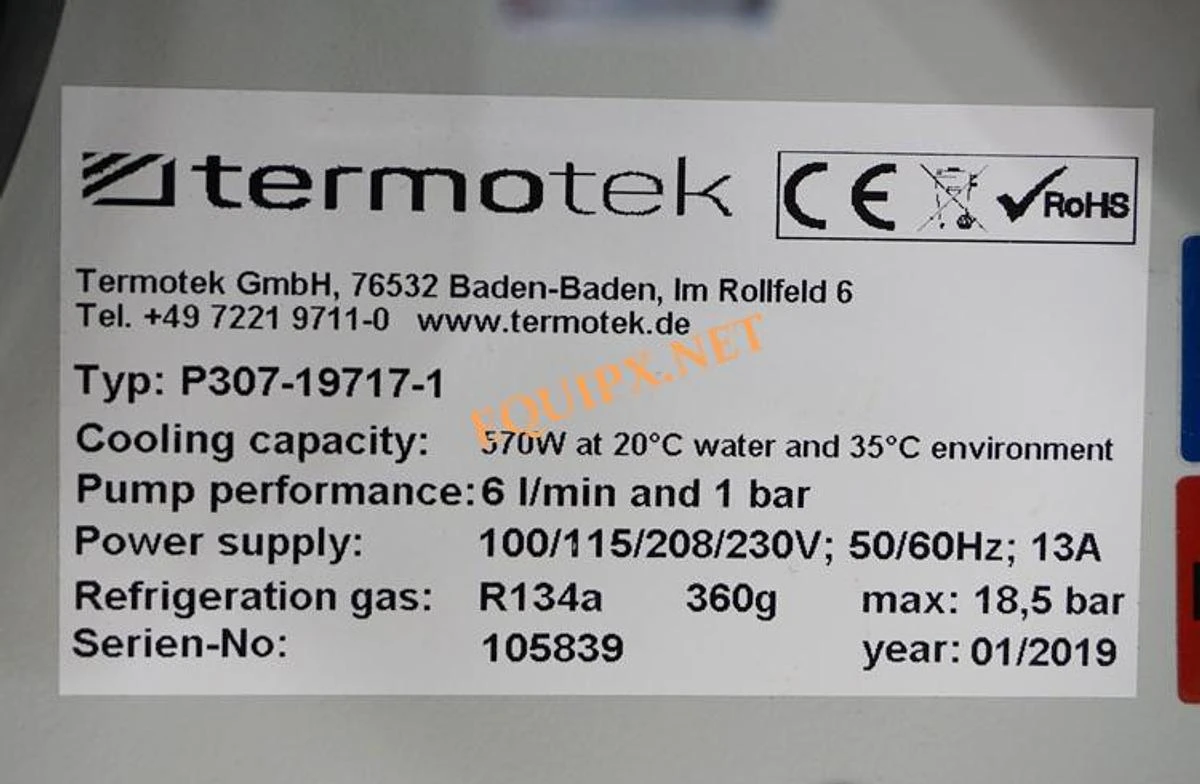 termotek
CE RoHS
Termotek GmbH, 76532 Baden-Baden, Im Rollfeld 6
Tel. +49 7221 9711-0 www.termotek.de
EQUIPX.NET
Typ: P307-19717-1
Cooling capacity: 570W at 20°C water and 35°C environment
Pump performance: 6 l/min and 1 bar
Power supply: 100/115/208/230V; 50/60Hz; 13A
Refrigeration gas: R134a 360g max: 18,5 bar
Serien-No: 105839 year: 01/2019